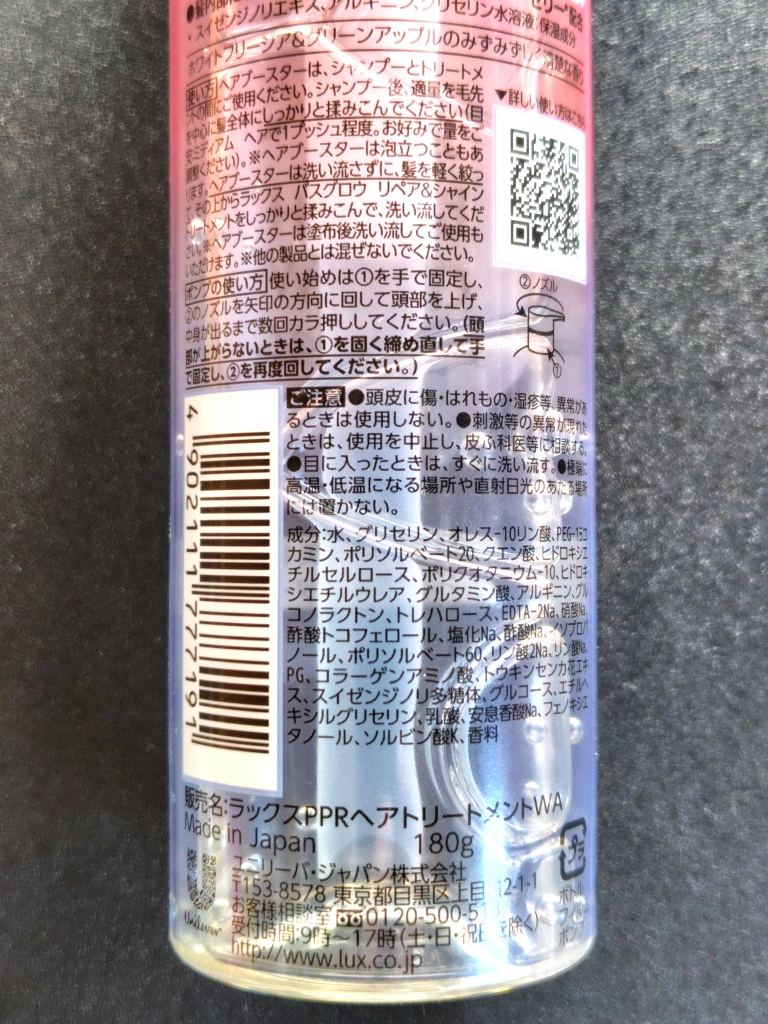 セリー*配合
*スイゼンジノリエキス、アルギニン、グリセリン水溶液:保湿成分
ホワイトフリージア&グリーンアップルのみずみずしく清楚な香り
使い方 ヘアブースターは、シャンプーとトリートメ
ントの間にご使用ください。シャンプー後、適量を毛先
を中心に髪全体にしっかりと揉みこんでください(目
安ミディアム ヘアで1プッシュ程度。お好みで量をご
調整ください)。※ヘアブースターは泡立つこともあ
ります。ヘアブースターは洗い流さずに、髪を軽く絞っ
て、その上からラックス バスグロウ リペア&シャイン
トリートメントをしっかりと揉みこんで、洗い流してくだ
さい。※ヘアブースターは塗布後洗い流してご使用も
いただけます。※他の製品とは混ぜないでください。
▼詳しい使い方はこちら
ポンプの使い方 使い始めは①を手で固定し、
②のノズルを矢印の方向に回して頭部を上げ、
中身が出るまで数回カラ押ししてください。(頭
部が上がらないときは、①を固く締め直して手
で固定し、②を再度回してください。)
②ノズル
①
ご注意 ●頭皮に傷・はれもの・湿疹等、異常があ
るときは使用しない。●刺激等の異常が現れた
ときは、使用を中止し、皮ふ科医等に相談する。
●目に入ったときは、すぐに洗い流す。●極端に
高温・低温になる場所や直射日光のあたる場所
には置かない。
成分:水、グリセリン、オレス-10リン酸、PEG-15コ
カミン、ポリソルベート20、クエン酸、ヒドロキシエ
チルセルロース、ポリクオタニウム-10、ヒドロキ
シエチルウレア、グルタミン酸、アルギニン、グル
コノラクトン、トレハロース、EDTA-2Na、硝酸Na、
酢酸トコフェロール、塩化Na、酢酸Na、イソプロパ
ノール、ポリソルベート60、リン酸2Na、リン酸Na、
PG、コラーゲンアミノ酸、トウキンセンカ花エキ
ス、スイゼンジノリ多糖体、グルコース、エチルヘ
キシルグリセリン、乳酸、安息香酸Na、フェノキシエ
タノール、ソルビン酸K、香料
4902111777191
販売名:ラックスPPRヘアトリートメントWA
Made in Japan 180g
Unilever
ユニリーバ・ジャパン株式会社
〒153-8578 東京都目黒区上目黒2-1-1
お客様相談室 0120-500-513
受付時間:9時~17時(土・日・祝日を除く)
http://www.lux.co.jp
プラ
ボトル
フィルム
ポンプ